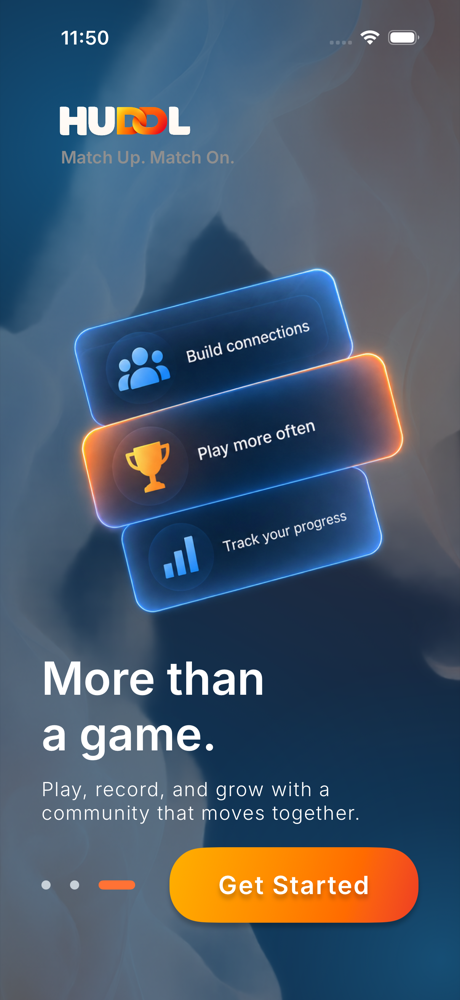 11:50
HUDDL
Match Up. Match On.
Build connections
Play more often
Track your progress
More than
a game.
Play, record, and grow with a
community that moves together.
Get Started